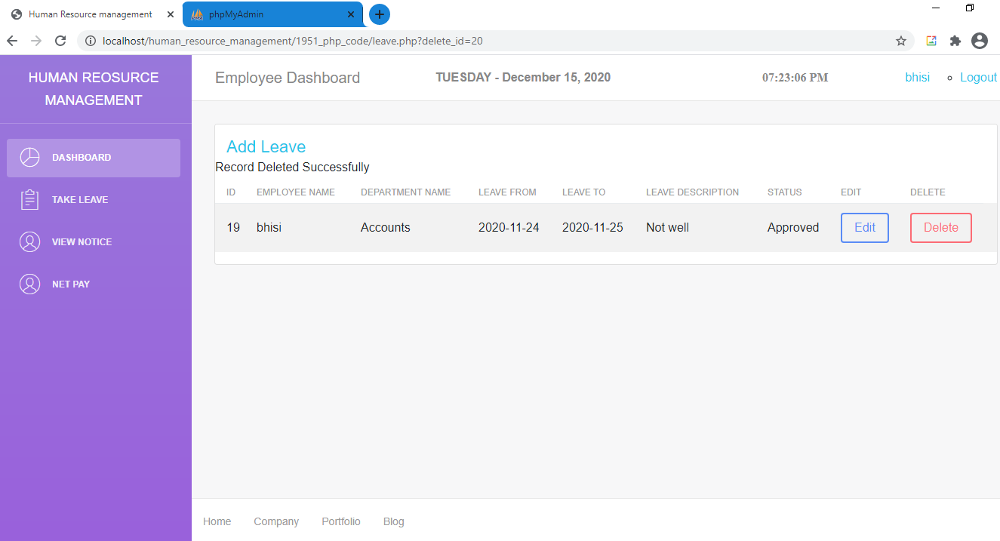 Human Resource management
phpMyAdmin
localhost/human_resource_management/1951_php_code/leave.php?delete_id=20
HUMAN REOSURCE
MANAGEMENT
Employee Dashboard
TUESDAY - December 15, 2020
07:23:06 PM
bhisi
Logout
DASHBOARD
TAKE LEAVE
VIEW NOTICE
NET PAY
Add Leave
Record Deleted Successfully
ID EMPLOYEE NAME DEPARTMENT NAME LEAVE FROM LEAVE TO LEAVE DESCRIPTION STATUS EDIT DELETE
19 bhisi Accounts 2020-11-24 2020-11-25 Not well Approved Edit Delete
Home Company Portfolio Blog